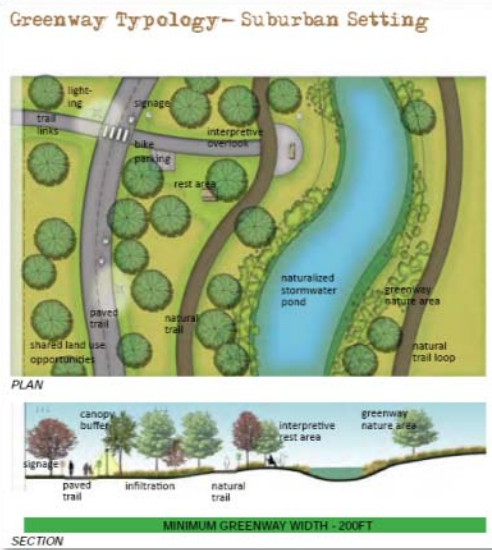 Greenway Typology- Suburban Setting
light-
ing
signage
trail
links
bike
parking
interpretive
overlook
rest area
naturalized
stormwater
pond
greenway
nature area
paved
trail
natural
trail
shared land use
opportunities
natural
trail loop
PLAN
canopy
buffer
interpretive
rest area
greenway
nature area
signage
paved
trail
infiltration
natural
trail
MINIMUM GREENWAY WIDTH - 200FT
SECTION